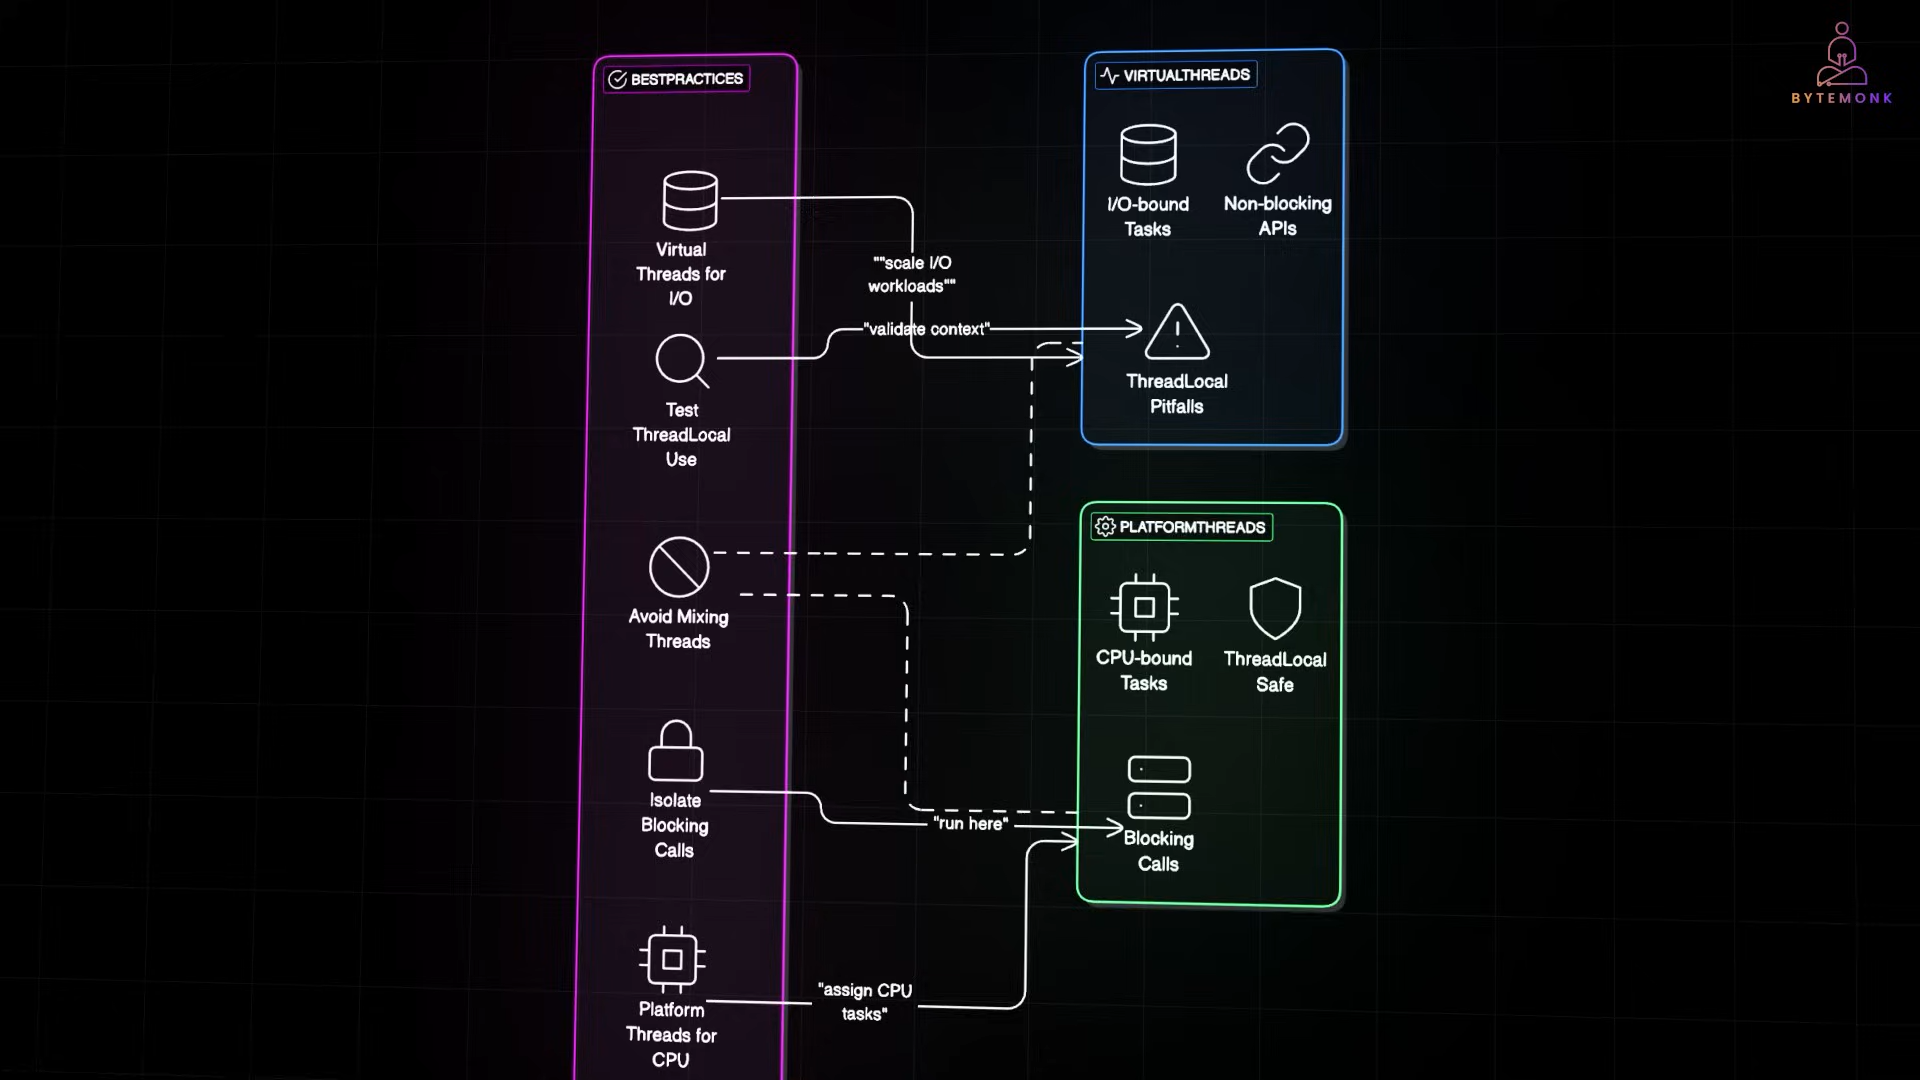 BESTPRACTICES
Virtual
Threads for
I/O
Test
ThreadLocal
Use
Avoid Mixing
Threads
Isolate
Blocking
Calls
Platform
Threads for
CPU
""scale I/O
workloads""
"validate context"
"run here"
"assign CPU
tasks"
VIRTUALTHREADS
I/O-bound
Tasks
Non-blocking
APIs
ThreadLocal
Pitfalls
PLATFORMTHREADS
CPU-bound
Tasks
ThreadLocal
Safe
Blocking
Calls
BYTEMONK